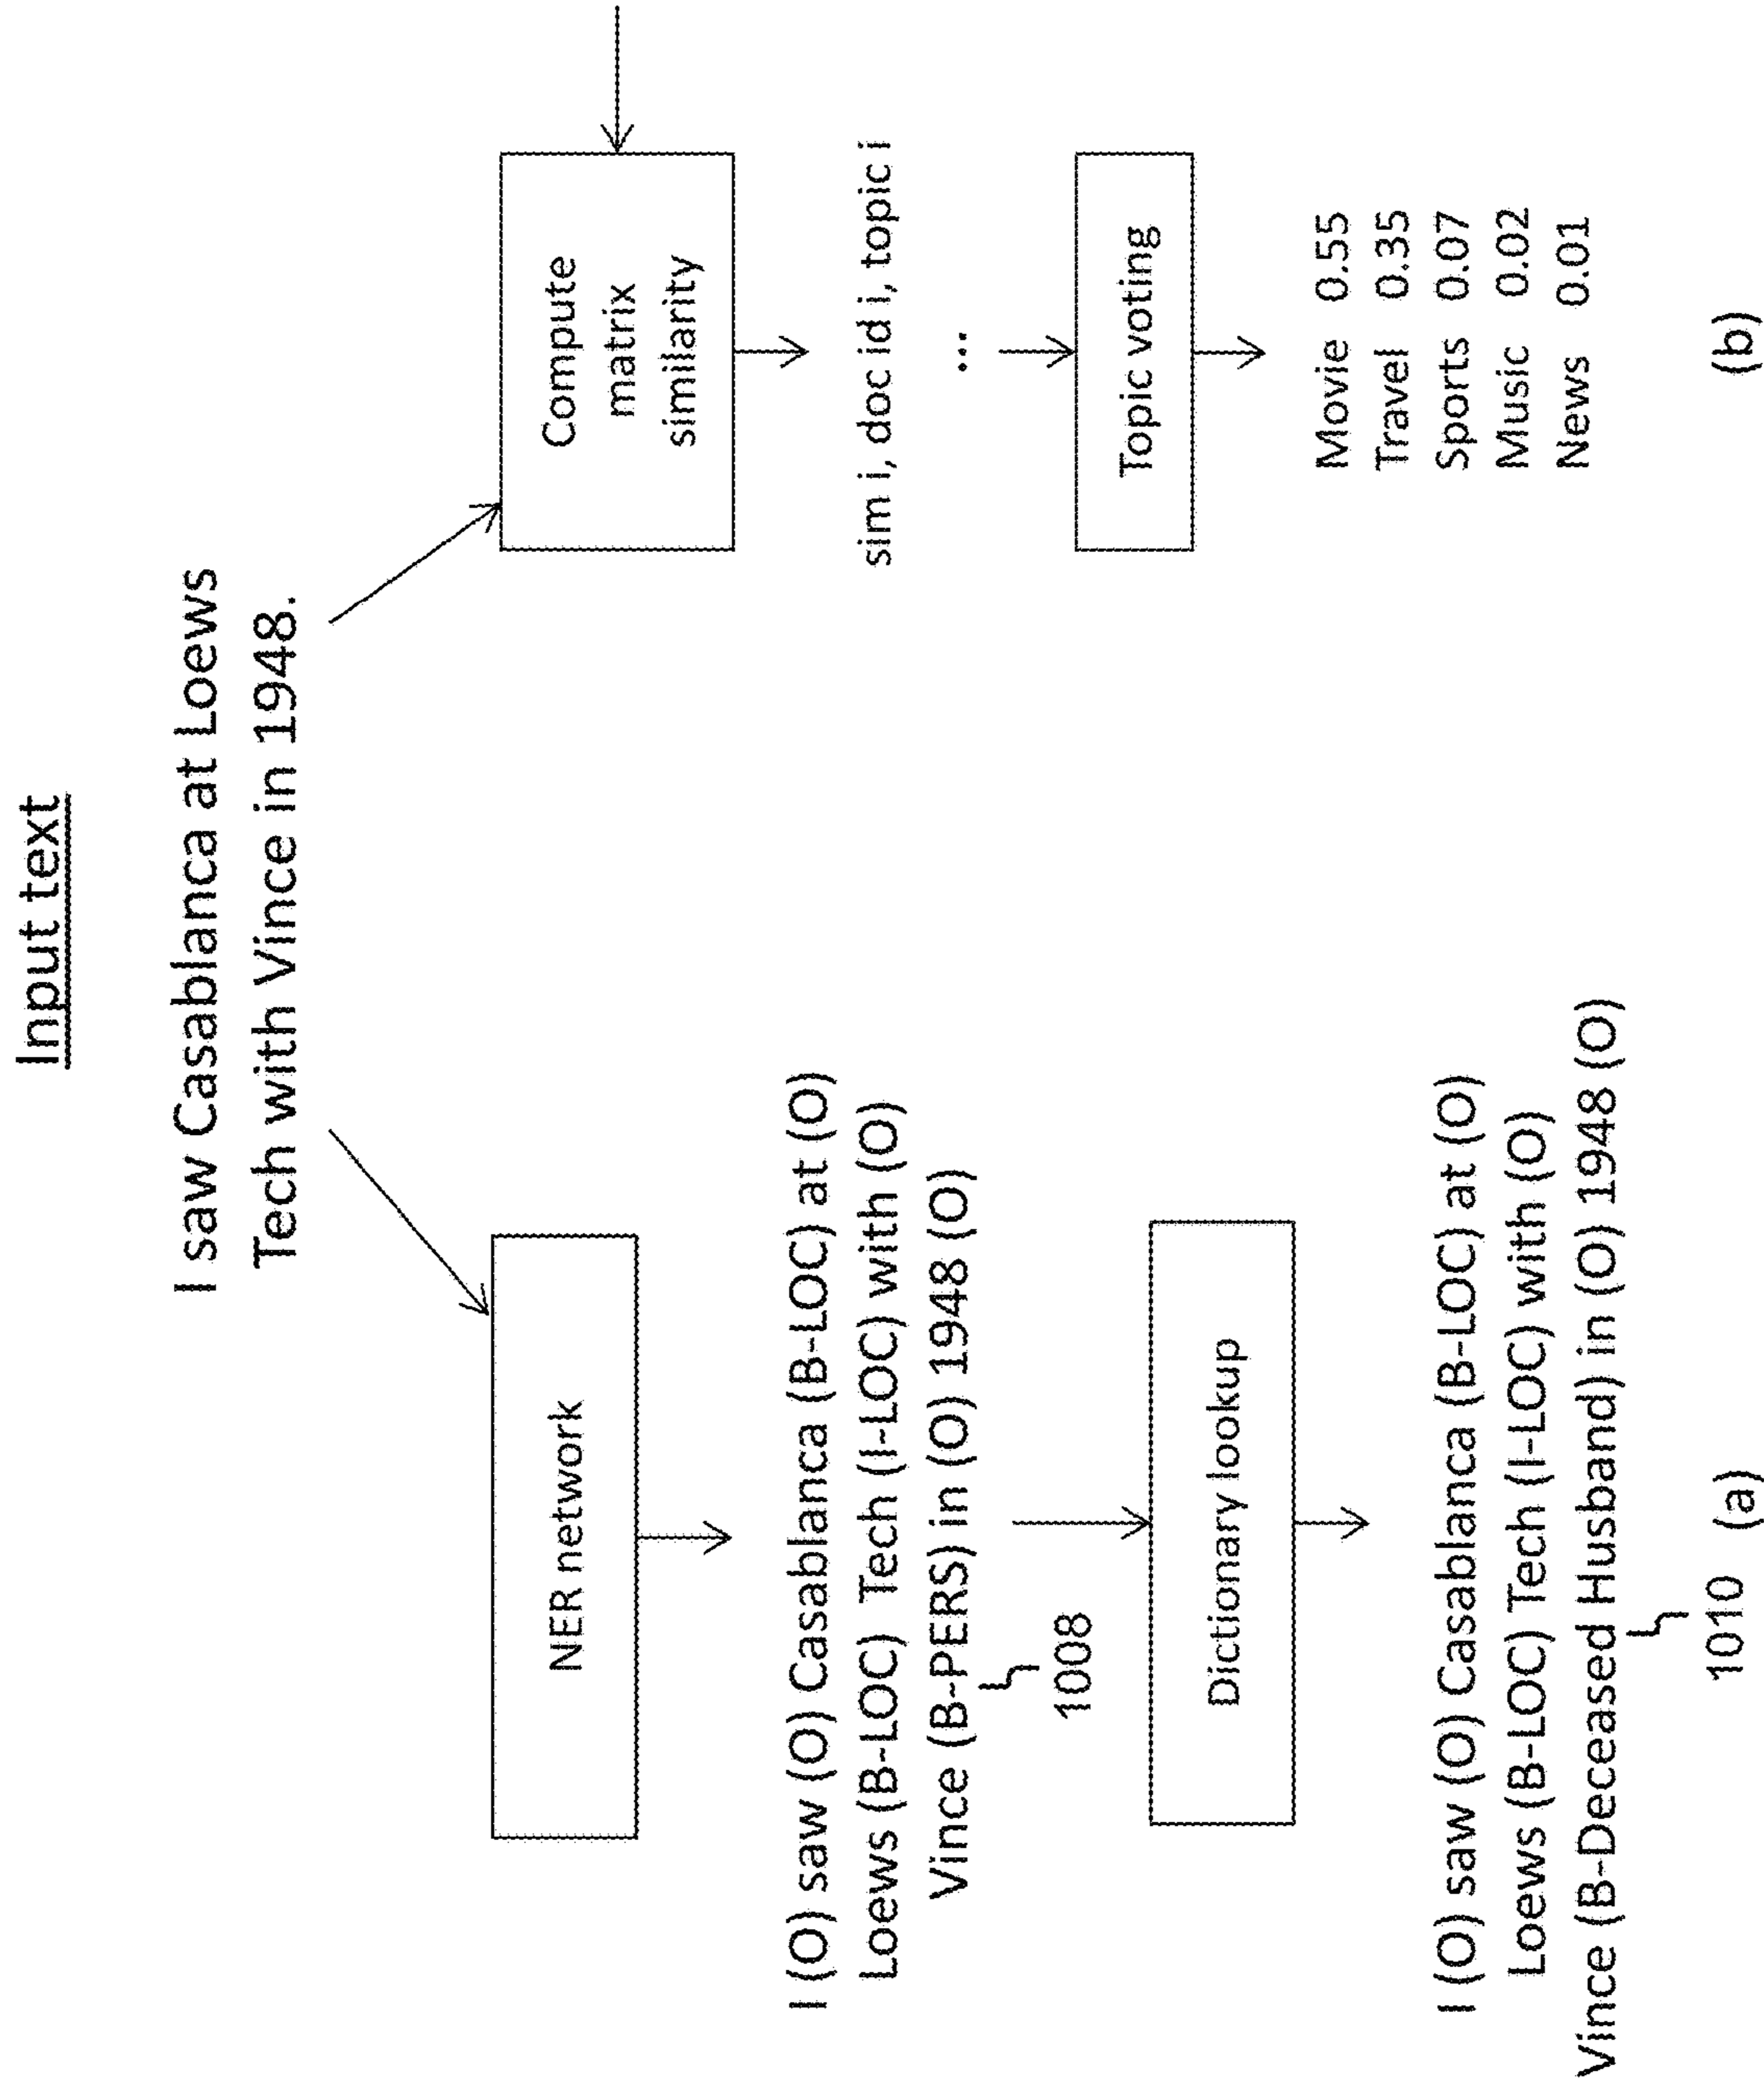 Input text
I saw Casablanca at Loews
Tech with Vince in 1948.
NER network
I (O) saw (O) Casablanca (B-LOC) at (O)
Loews (B-LOC) Tech (I-LOC) with (O)
Vince (B-PERS) in (O) 1948 (O)
1008
Dictionary lookup
I (O) saw (O) Casablanca (B-LOC) at (O)
Loews (B-LOC) Tech (I-LOC) with (O)
Vince (B-Deceased Husband) in (O) 1948 (O)
1010
(a)
Compute
matrix
similarity
sim i, doc id i, topic i
...
Topic voting
Movie 0.55
Travel 0.35
Sports 0.07
Music 0.02
News 0.01
(b)